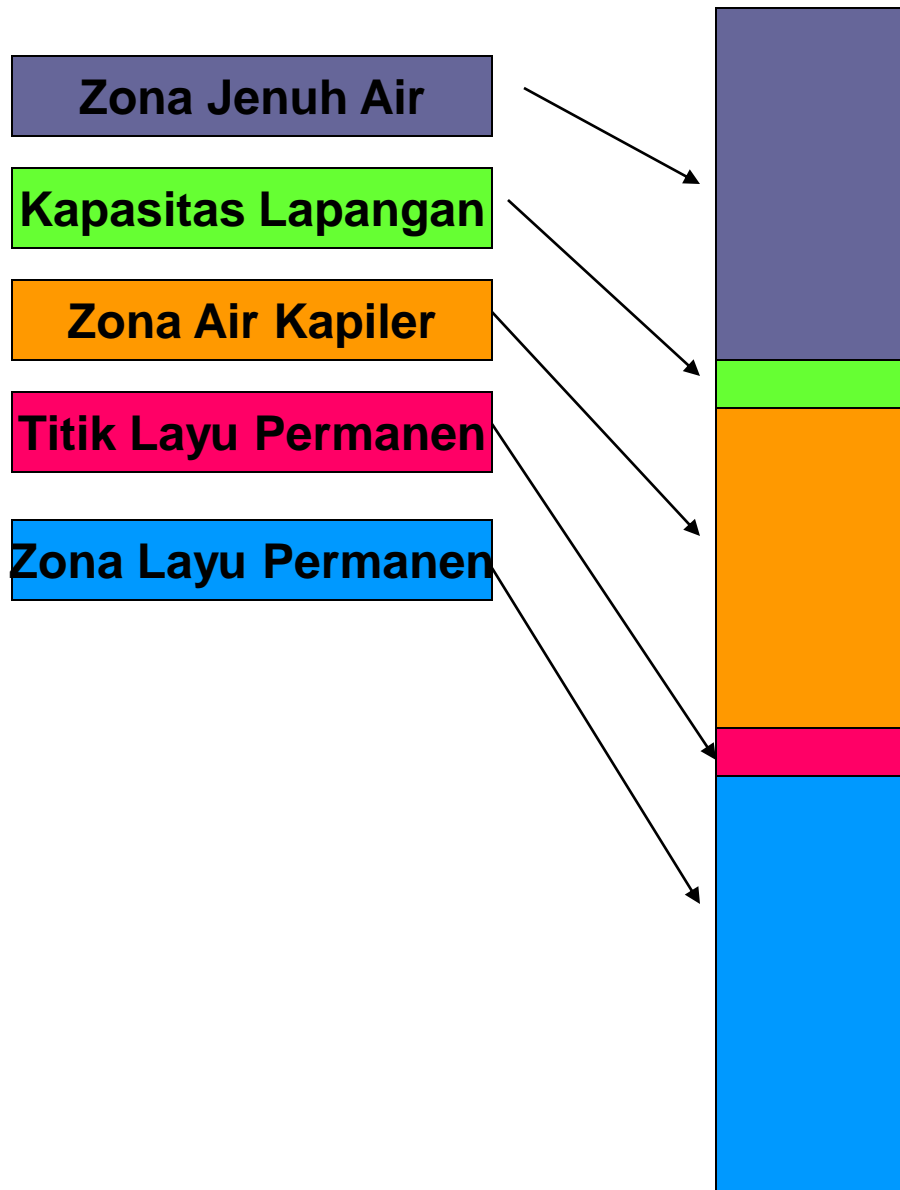 Zona Jenuh Air
Kapasitas Lapangan
Zona Air Kapiler
Titik Layu Permanen
Zona Layu Permanen